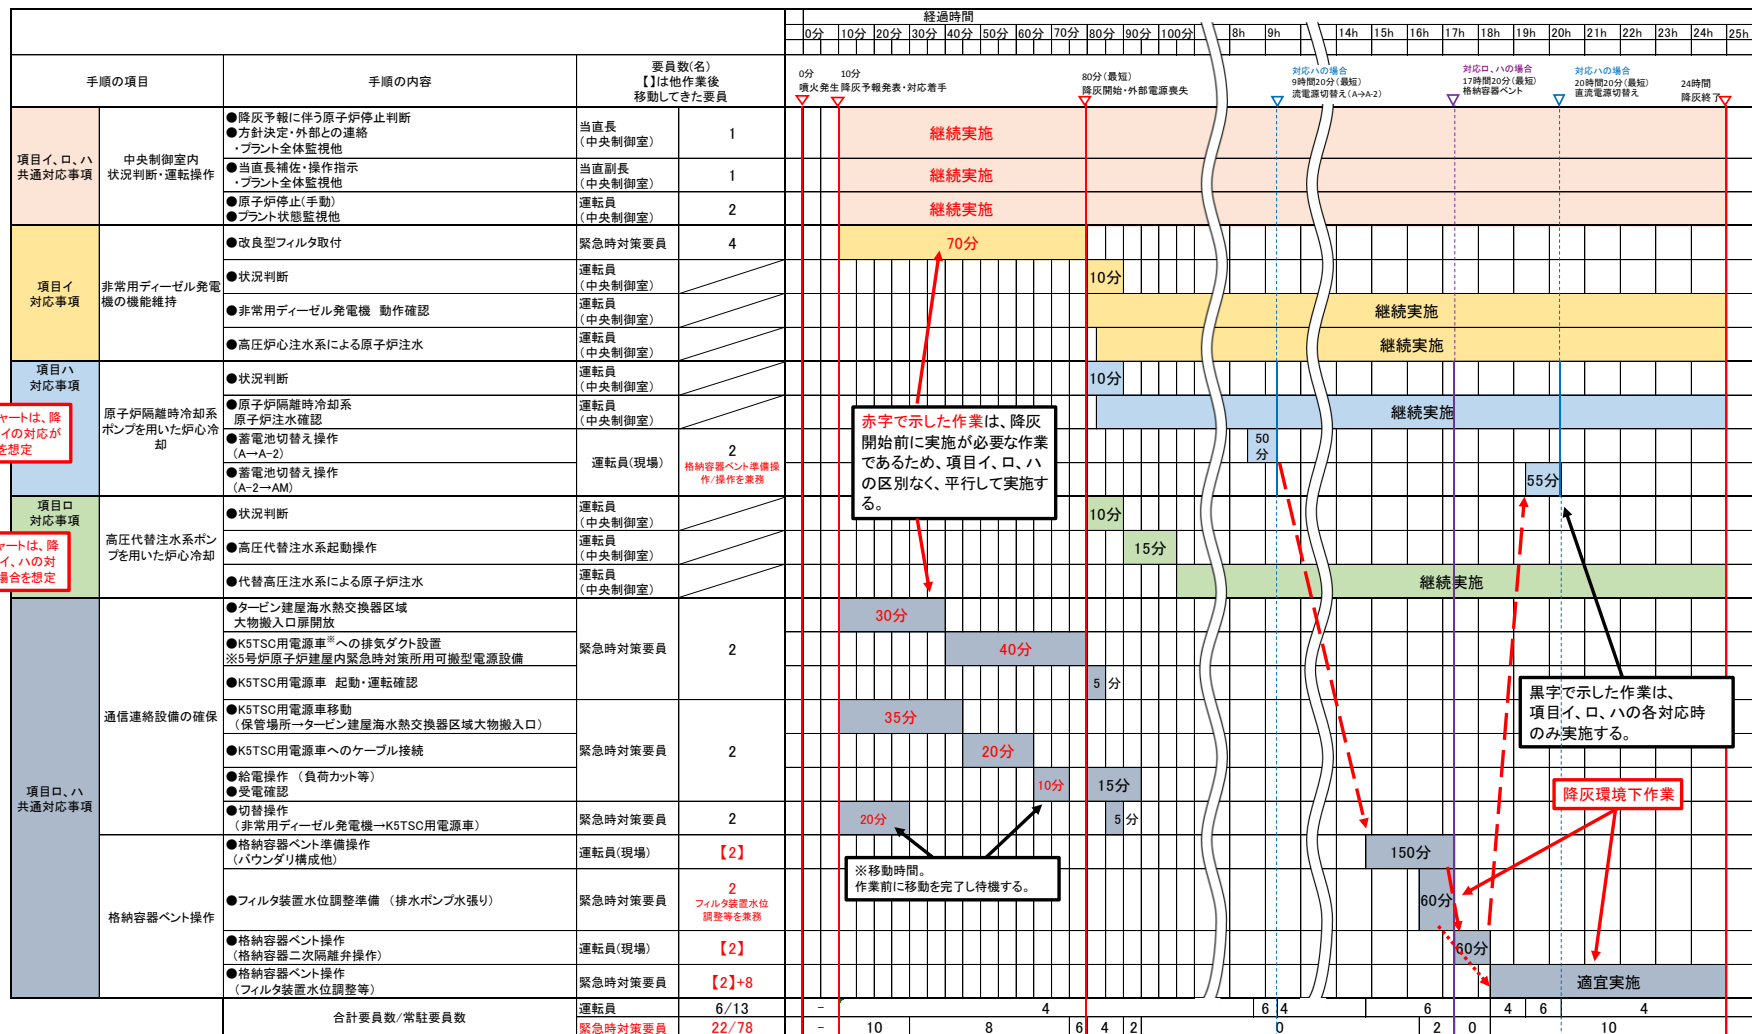 経過時間
0分 10分 20分 30分 40分 50分 60分 70分 80分 90分 100分 8h 9h 14h 15h 16h 17h 18h 19h 20h 21h 22h 23h 24h 25h
手順の項目
手順の内容
要員数(名)
【】は他作業後
移動してきた要員
0分
噴火発生
10分
降灰予報発表・対応着手
80分(最短)
降灰開始・外部電源喪失
対応ハの場合
9時間20分(最短)
流電源切替え(A→A-2)
対応ロ、ハの場合
17時間20分(最短)
格納容器ベント
対応ハの場合
20時間20分(最短)
直流電源切替え
24時間
降灰終了
項目イ、ロ、ハ
共通対応事項
中央制御室内
状況判断・運転操作
●降灰予報に伴う原子炉停止判断
●方針決定・外部との連絡
・プラント全体監視他
当直長
(中央制御室)
1
継続実施
●当直長補佐・操作指示
・プラント全体監視他
当直副長
(中央制御室)
1
継続実施
●原子炉停止(手動)
●プラント状態監視他
運転員
(中央制御室)
2
継続実施
項目イ
対応事項
非常用ディーゼル発電
機の機能維持
●改良型フィルタ取付
緊急時対策要員
4
70分
●状況判断
運転員
(中央制御室)
10分
●非常用ディーゼル発電機 動作確認
運転員
(中央制御室)
継続実施
●高圧炉心注水系による原子炉注水
運転員
(中央制御室)
継続実施
項目ハ
対応事項
ャートは、降
イの対応が
を想定
原子炉隔離時冷却系
ポンプを用いた炉心冷
却
●状況判断
運転員
(中央制御室)
10分
●原子炉隔離時冷却系
原子炉注水確認
運転員
(中央制御室)
継続実施
●蓄電池切替え操作
(A→A-2)
運転員(現場)
2
格納容器ベント準備操
作/操作を兼務
50
分
●蓄電池切替え操作
(A-2→AM)
55分
赤字で示した作業は、降灰
開始前に実施が必要な作業
であるため、項目イ、ロ、ハ
の区別なく、平行して実施す
る。
項目ロ
対応事項
ャートは、降
イ、ハの対
場合を想定
高圧代替注水系ポン
プを用いた炉心冷却
●状況判断
運転員
(中央制御室)
10分
●高圧代替注水系起動操作
運転員
(中央制御室)
15分
●代替高圧注水系による原子炉注水
運転員
(中央制御室)
継続実施
項目ロ、ハ
共通対応事項
通信連絡設備の確保
●タービン建屋海水熱交換器区域
大物搬入口扉開放
緊急時対策要員
2
30分
●K5TSC用電源車※への排気ダクト設置
※5号炉原子炉建屋内緊急時対策所用可搬型電源設備
40分
●K5TSC用電源車 起動・運転確認
5 分
黒字で示した作業は、
項目イ、ロ、ハの各対応時
のみ実施する。
●K5TSC用電源車移動
(保管場所→タービン建屋海水熱交換器区域大物搬入口)
緊急時対策要員
2
35分
●K5TSC用電源車へのケーブル接続
20分
●給電操作 (負荷カット等)
●受電確認
10分
15分
降灰環境下作業
●切替操作
(非常用ディーゼル発電機→K5TSC用電源車)
緊急時対策要員
2
20分
5 分
※移動時間。
作業前に移動を完了し待機する。
格納容器ベント操作
●格納容器ベント準備操作
(バウンダリ構成他)
運転員(現場)
【2】
150分
●フィルタ装置水位調整準備 (排水ポンプ水張り)
緊急時対策要員
2
フィルタ装置水位
調整等を兼務
60分
●格納容器ベント操作
(格納容器二次隔離弁操作)
運転員(現場)
【2】
60分
●格納容器ベント操作
(フィルタ装置水位調整等)
緊急時対策要員
【2】+8
適宜実施
合計要員数/常駐要員数
運転員
6/13
- 4 6 4 6 4 6 4
緊急時対策要員
22/78
- 10 8 6 4 2 0 2 0 10